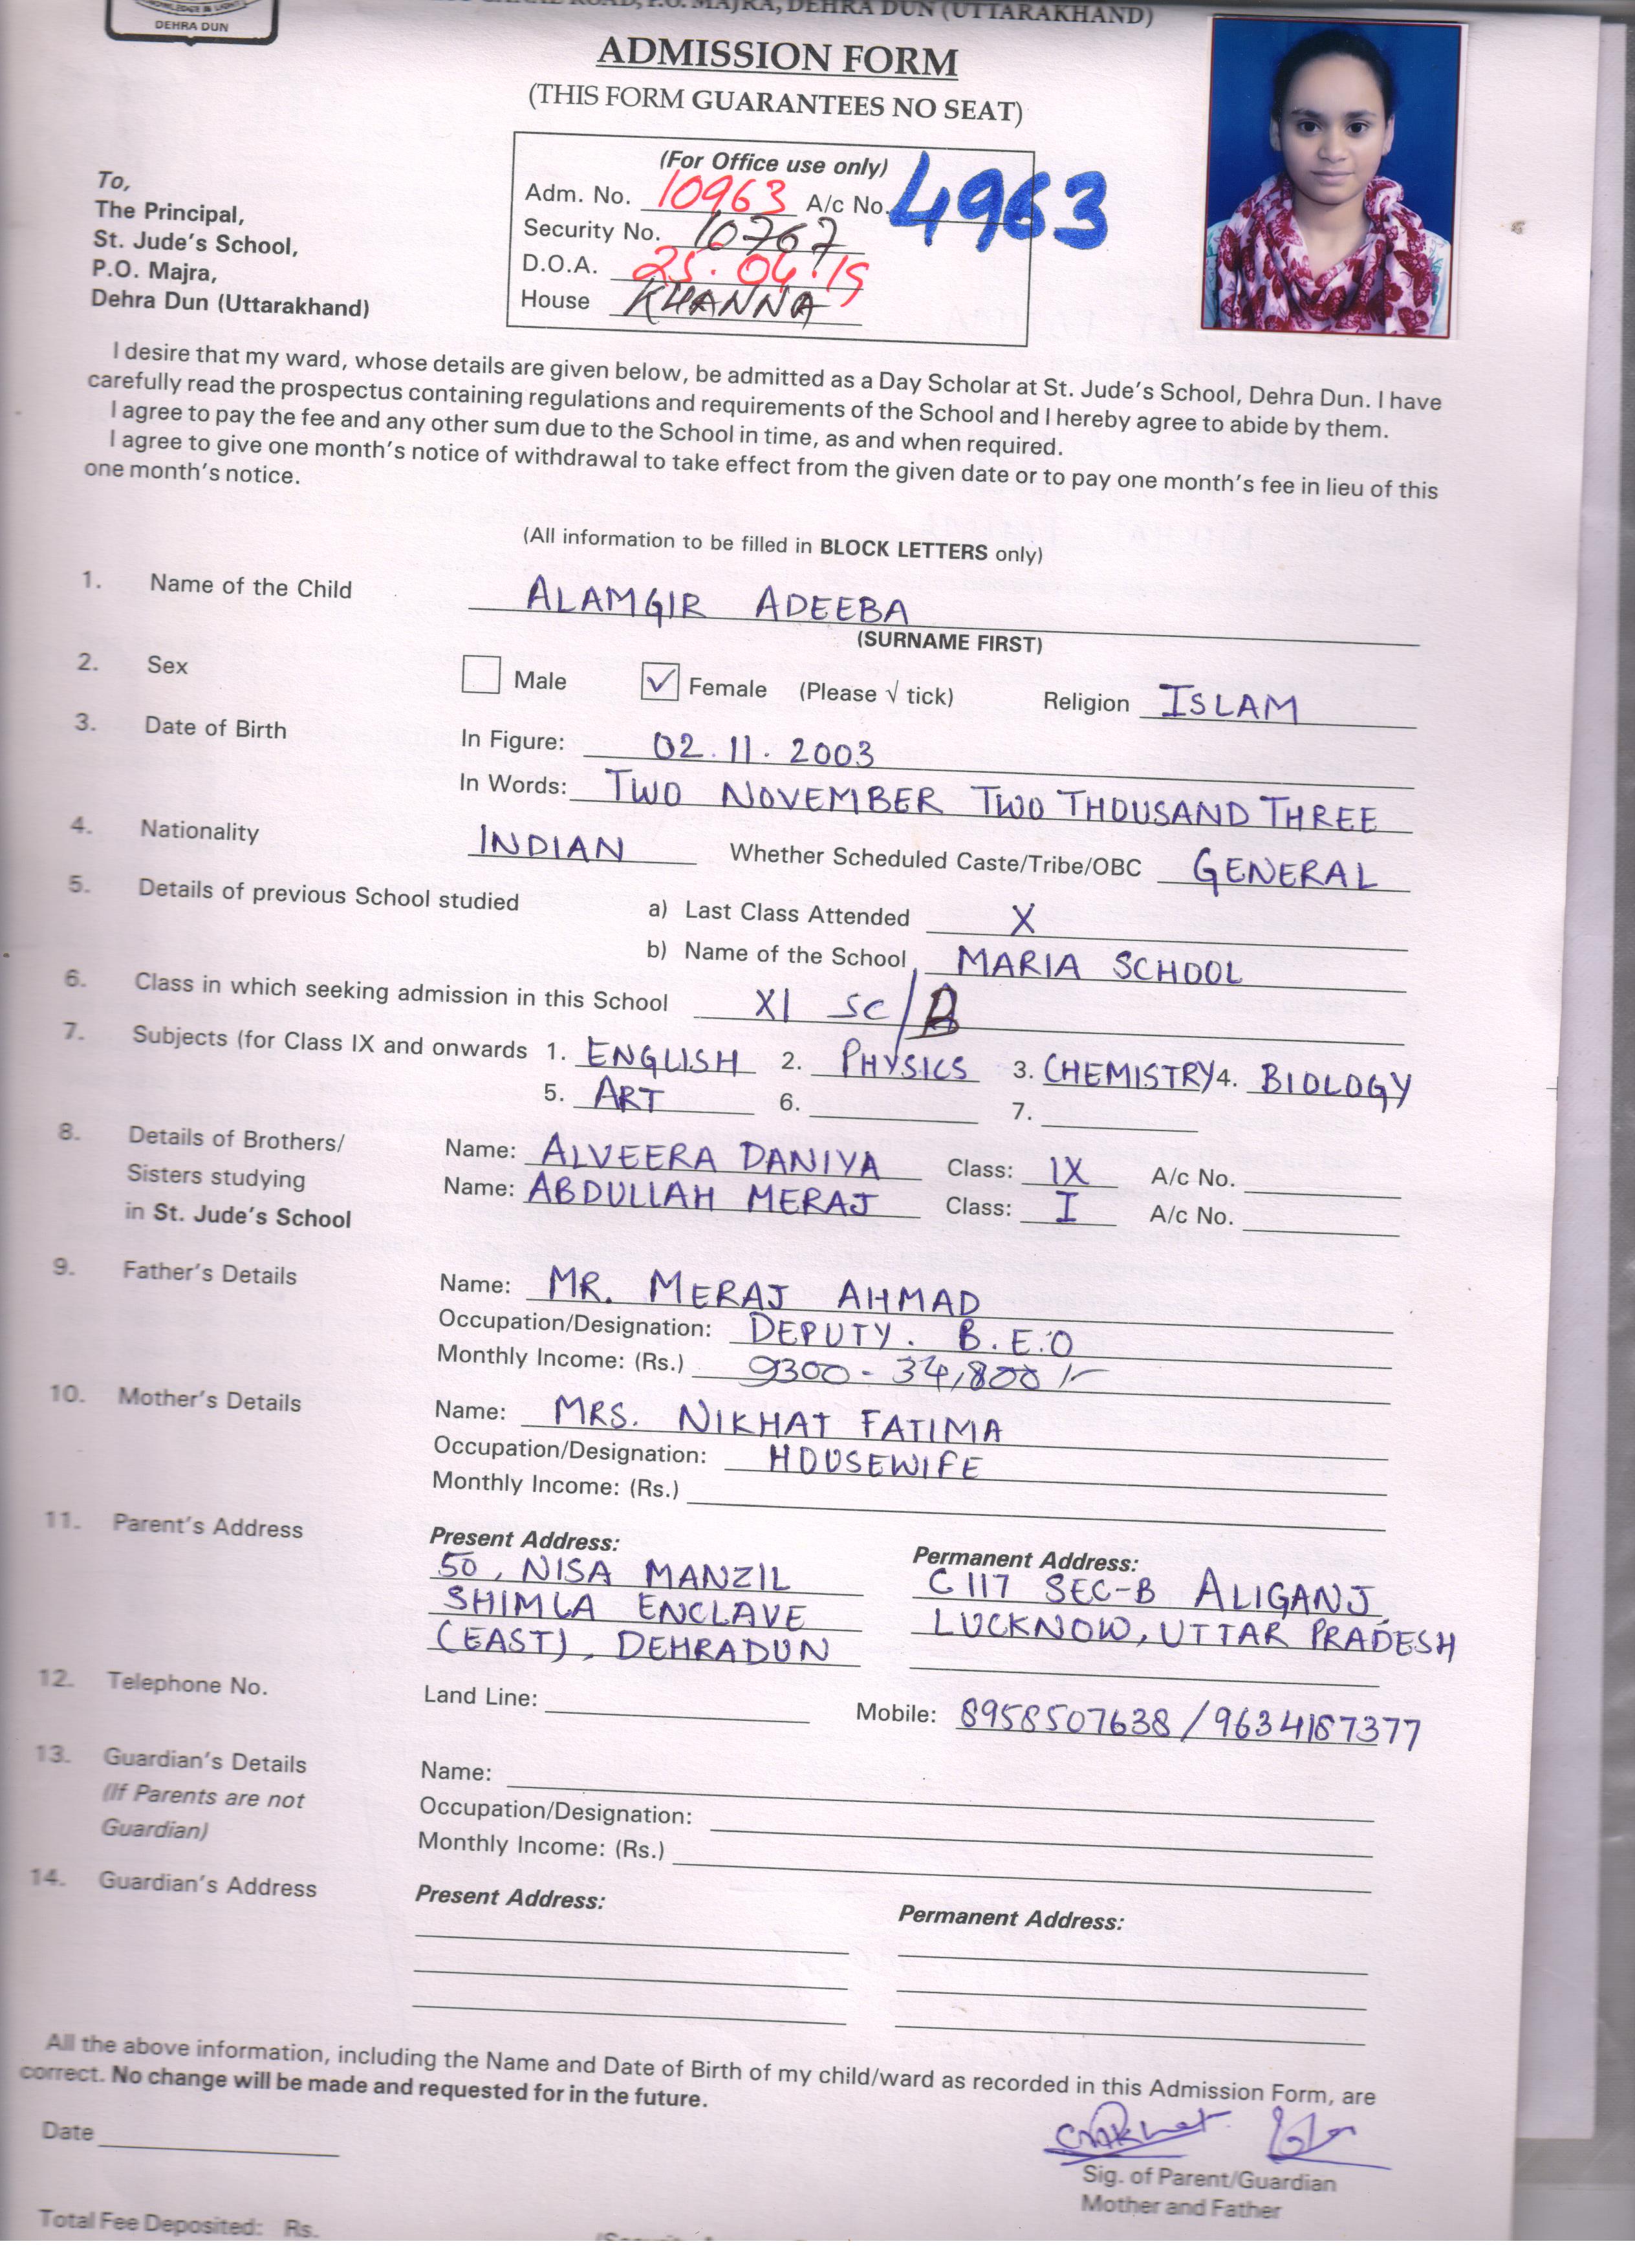 DEHRA DUN
ROAD, P.O. MAJRA, DEHRA DUN (UTTARAKHAND)
ADMISSION FORM
(THIS FORM GUARANTEES NO SEAT)
(For Office use only)
Adm. No. 10963 A/c No. 4963
Security No. 10767
D.O.A. 25.04.19
House KHANNA
To,
The Principal,
St. Jude's School,
P.O. Majra,
Dehra Dun (Uttarakhand)
I desire that my ward, whose details are given below, be admitted as a Day Scholar at St. Jude's School, Dehra Dun. I have
carefully read the prospectus containing regulations and requirements of the School and I hereby agree to abide by them.
I agree to pay the fee and any other sum due to the School in time, as and when required.
I agree to give one month's notice of withdrawal to take effect from the given date or to pay one month's fee in lieu of this
one month's notice.
(All information to be filled in BLOCK LETTERS only)
1. Name of the Child ALAMGIR ADEEBA
(SURNAME FIRST)
2. Sex Male ✓ Female (Please √ tick) Religion ISLAM
3. Date of Birth In Figure: 02.11.2003
In Words: TWO NOVEMBER TWO THOUSAND THREE
4. Nationality INDIAN Whether Scheduled Caste/Tribe/OBC GENERAL
5. Details of previous School studied a) Last Class Attended X
b) Name of the School MARIA SCHOOL
6. Class in which seeking admission in this School XI SC/
7. Subjects (for Class IX and onwards 1. ENGLISH 2. PHYSICS 3. CHEMISTRY 4. BIOLOGY
5. ART 6. 7.
8. Details of Brothers/ Name: ALVEERA DANIYA Class: IX A/c No.
Sisters studying Name: ABDULLAH MERAJ Class: I A/c No.
in St. Jude's School
9. Father's Details Name: MR. MERAJ AHMAD
Occupation/Designation: DEPUTY. B.E.O
Monthly Income: (Rs.) 9300 - 34,800/-
10. Mother's Details Name: MRS. NIKHAT FATIMA
Occupation/Designation: HOUSEWIFE
Monthly Income: (Rs.)
11. Parent's Address Present Address: Permanent Address:
50, NISA MANZIL C 117 SEC-B ALIGANJ,
SHIMLA ENCLAVE LUCKNOW, UTTAR PRADESH
(EAST), DEHRADUN
12. Telephone No. Land Line: Mobile: 8958507638/9634187377
13. Guardian's Details Name:
(If Parents are not Occupation/Designation:
Guardian) Monthly Income: (Rs.)
14. Guardian's Address Present Address: Permanent Address:
All the above information, including the Name and Date of Birth of my child/ward as recorded in this Admission Form, are
correct. No change will be made and requested for in the future.
Date
Sig. of Parent/Guardian
Mother and Father
Total Fee Deposited: Rs.